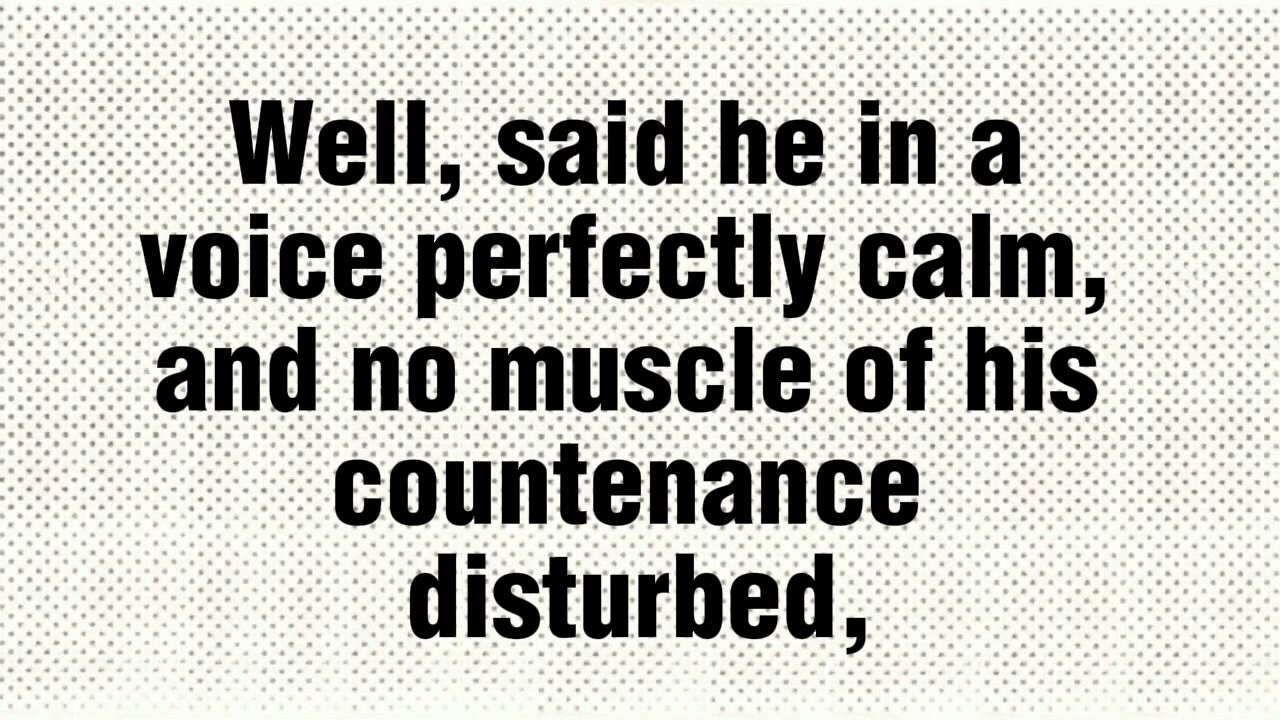 Well, said he in a
voice perfectly calm,
and no muscle of his
countenance
disturbed,